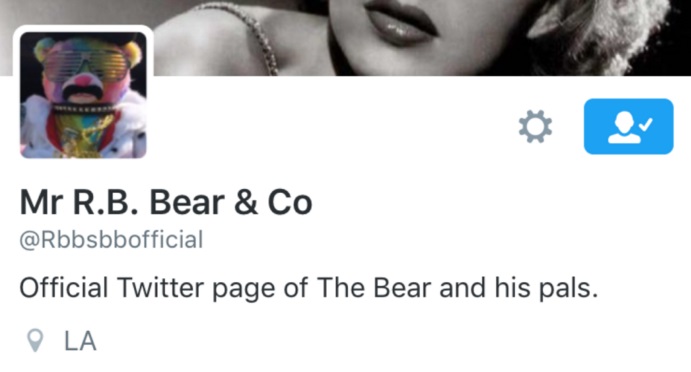 Mr R.B. Bear & Co
@Rbbsbbofficial
Official Twitter page of The Bear and his pals.
LA